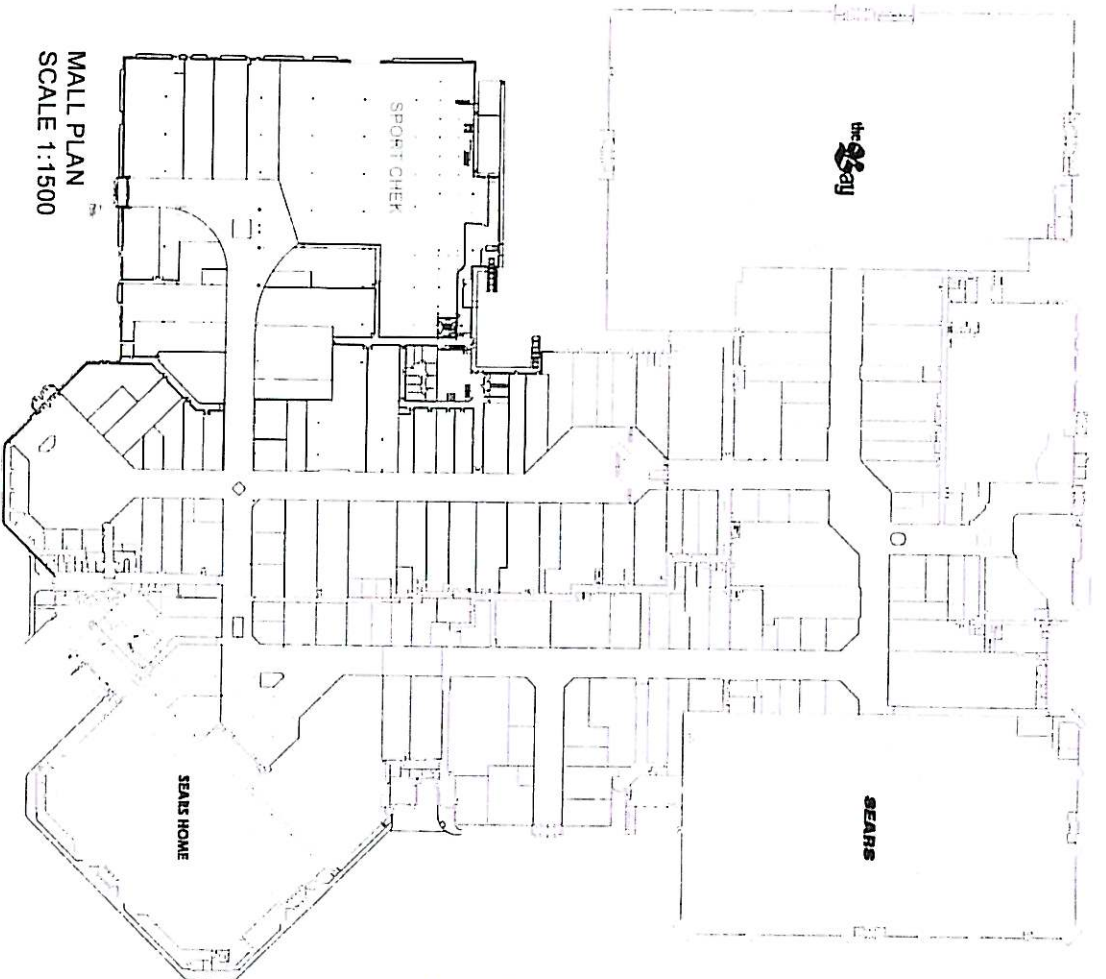 MALL PLAN
SCALE 1:1500
SPORT CHEK
the Bay
SEARS
SEARS HOME